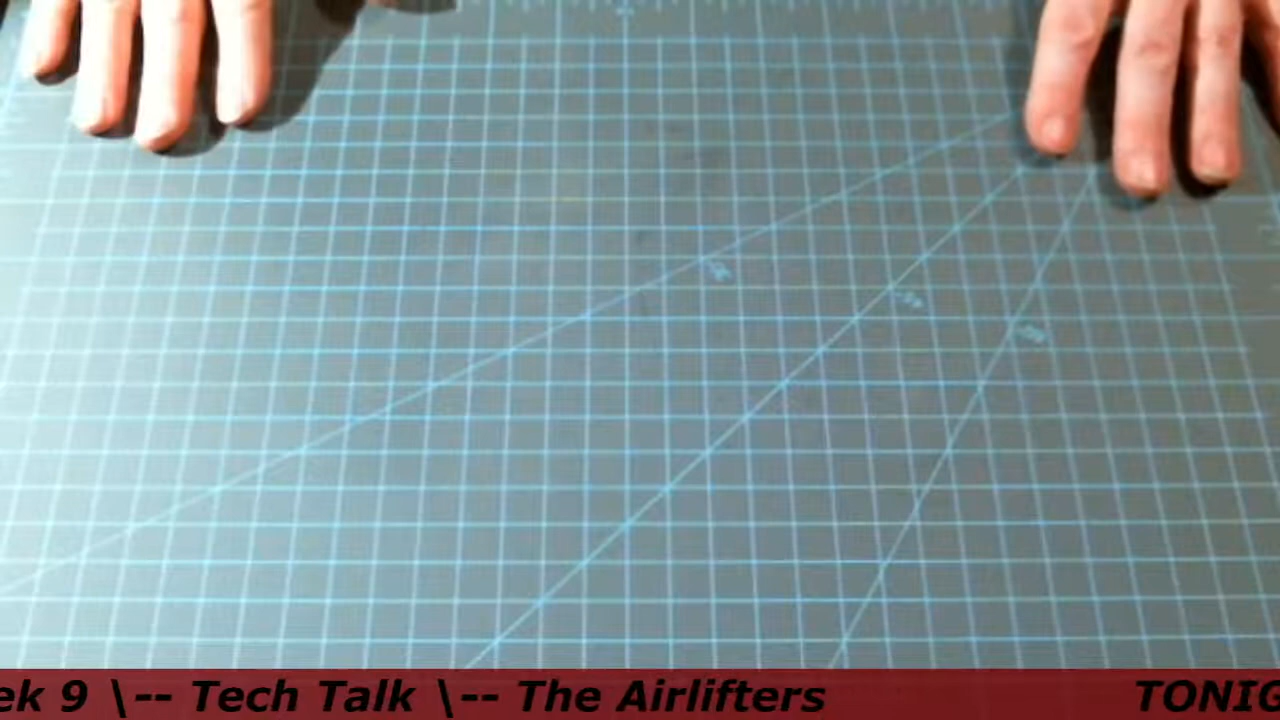 ek 9 \-- Tech Talk \-- The Airlifters TONIG